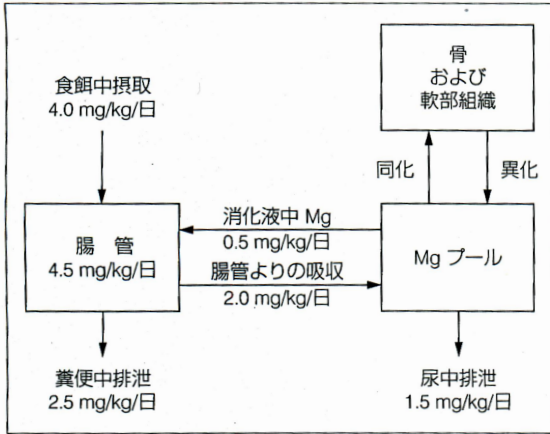 骨
および
軟部組織
食餌中摂取
4.0 mg/kg/日
同化
異化
消化液中 Mg
0.5 mg/kg/日
腸 管
4.5 mg/kg/日
腸管よりの吸収
2.0 mg/kg/日
Mg プール
糞便中排泄
2.5 mg/kg/日
尿中排泄
1.5 mg/kg/日